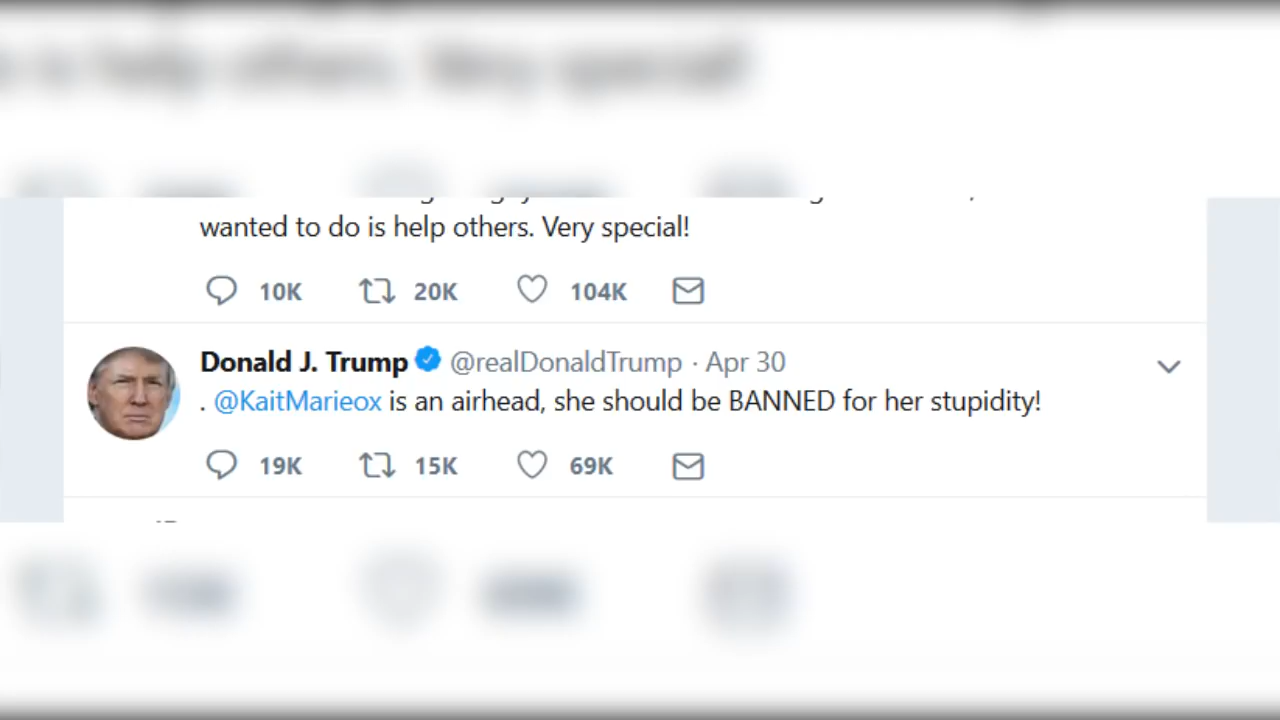 wanted to do is help others. Very special!
10K 20K 104K
Donald J. Trump @realDonaldTrump · Apr 30
. @KaitMarieox is an airhead, she should be BANNED for her stupidity!
19K 15K 69K